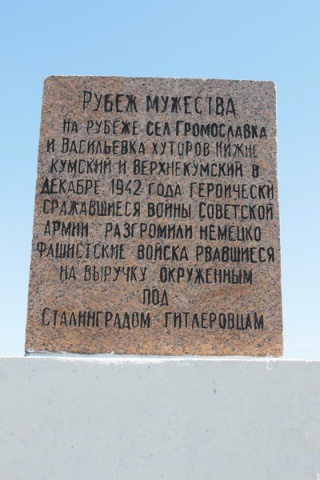 РУБЕЖ МУЖЕСТВА
НА РУБЕЖЕ СЕЛ ГРОМОСЛАВКА
И ВАСИЛЬЕВКА ХУТОРОВ НИЖНЕ
КУМСКИЙ И ВЕРХНЕКУМСКИЙ В
ДЕКАБРЕ 1942 ГОДА ГЕРОИЧЕСКИ
СРАЖАВШИЕСЯ ВОИНЫ СОВЕТСКОЙ
АРМИИ РАЗГРОМИЛИ НЕМЕЦКО
ФАШИСТСКИЕ ВОЙСКА РВАВШИЕСЯ
НА ВЫРУЧКУ ОКРУЖЕННЫМ
ПОД
СТАЛИНГРАДОМ ГИТЛЕРОВЦАМ